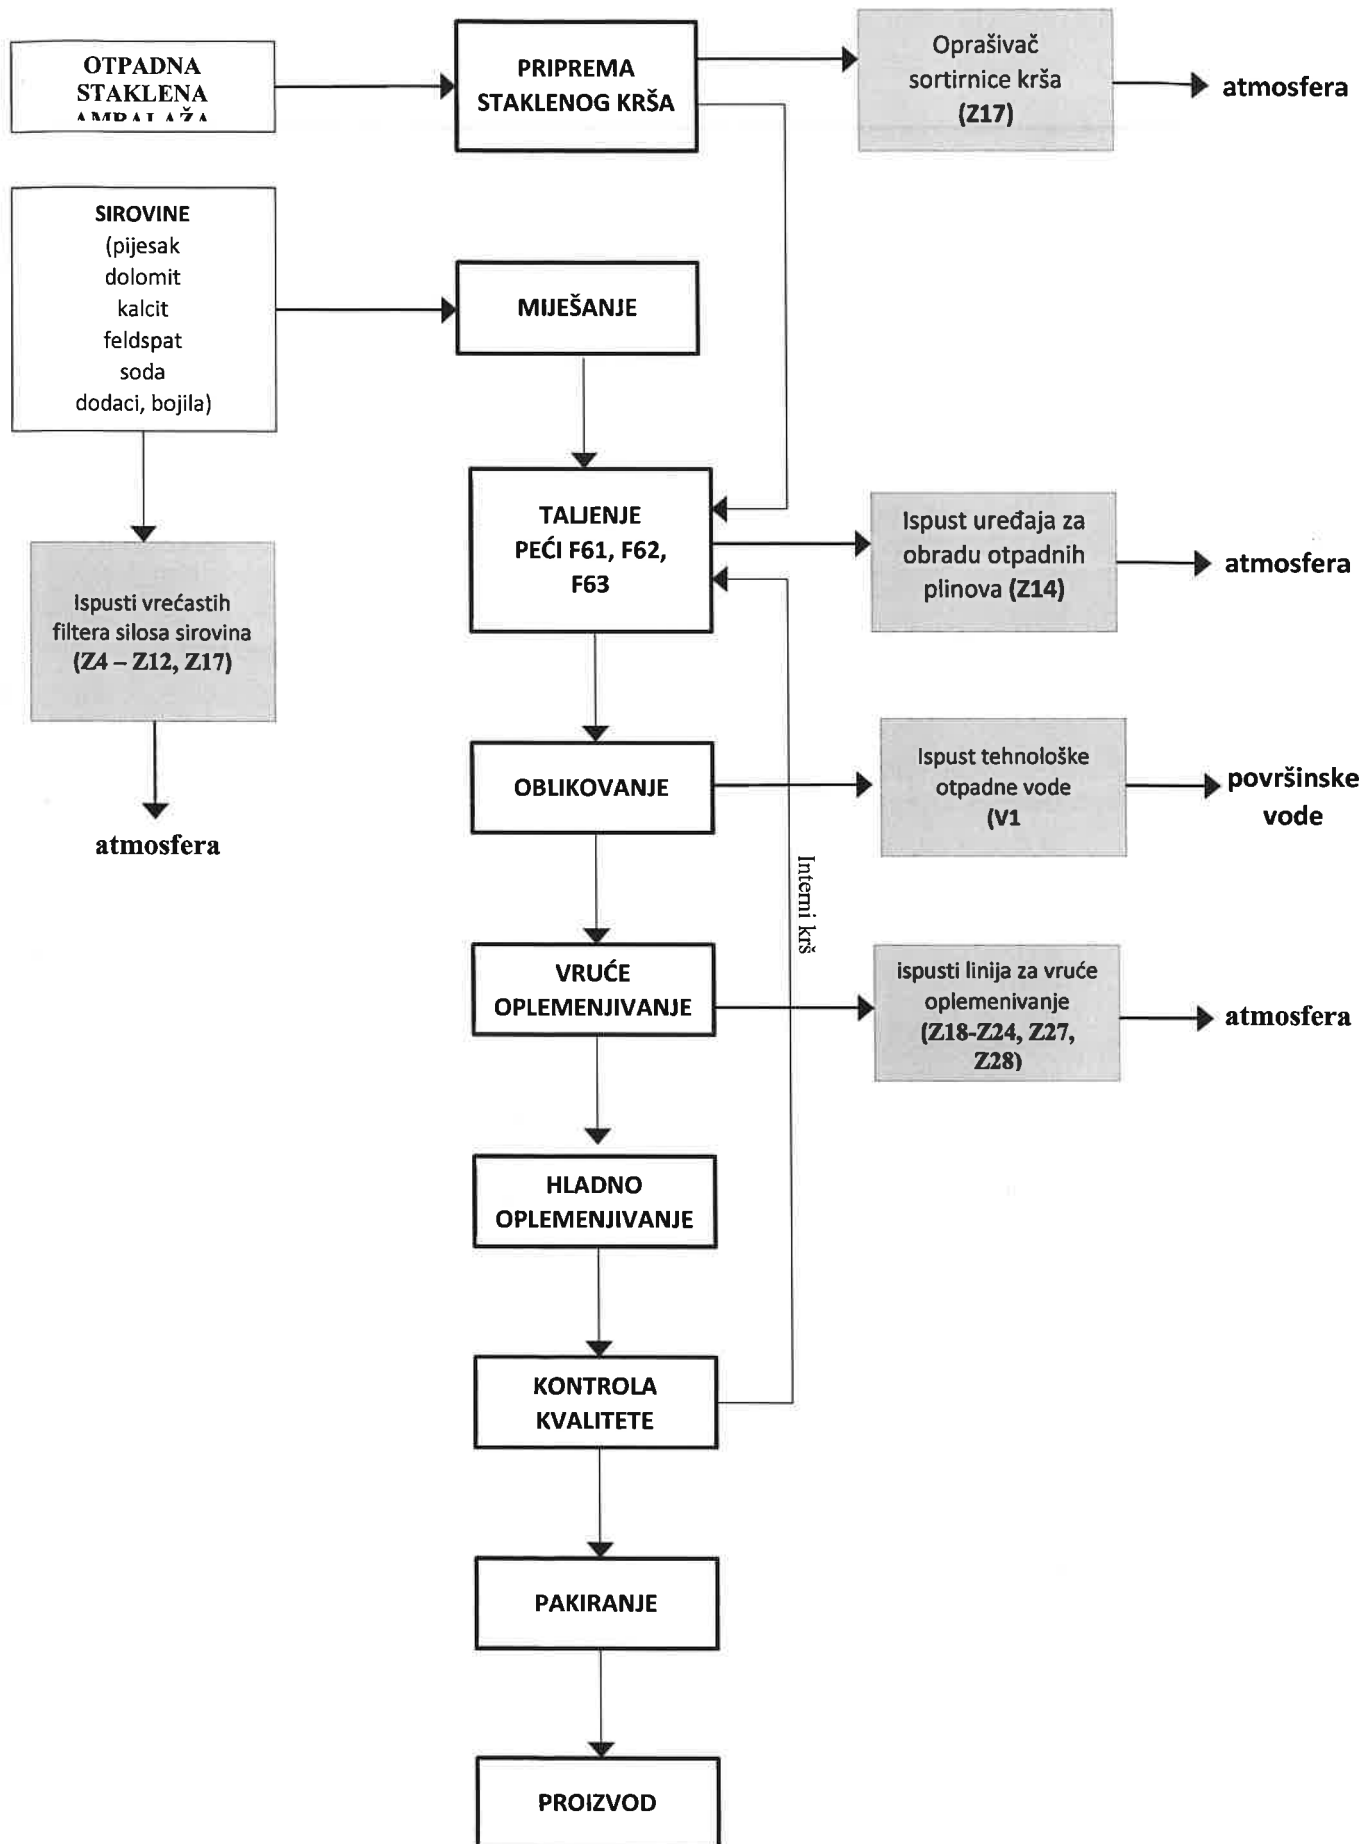 OTPADNA
STAKLENA
AMBALAŽA
PRIPREMA
STAKLENOG KRŠA
Oprašivač
sortirnice krša
(Z17)
atmosfera
SIROVINE
(pijesak
dolomit
kalcit
feldspat
soda
dodaci, bojila)
MIJEŠANJE
TALJENJE
PEĆI F61, F62,
F63
Ispust uređaja za
obradu otpadnih
plinova (Z14)
atmosfera
Ispusti vrećastih
filtera silosa sirovina
(Z4 – Z12, Z17)
atmosfera
OBLIKOVANJE
Ispust tehnološke
otpadne vode
(V1
površinske
vode
Interni krš
VRUĆE
OPLEMENJIVANJE
ispusti linija za vruće
oplemenivanje
(Z18-Z24, Z27,
Z28)
atmosfera
HLADNO
OPLEMENJIVANJE
KONTROLA
KVALITETE
PAKIRANJE
PROIZVOD